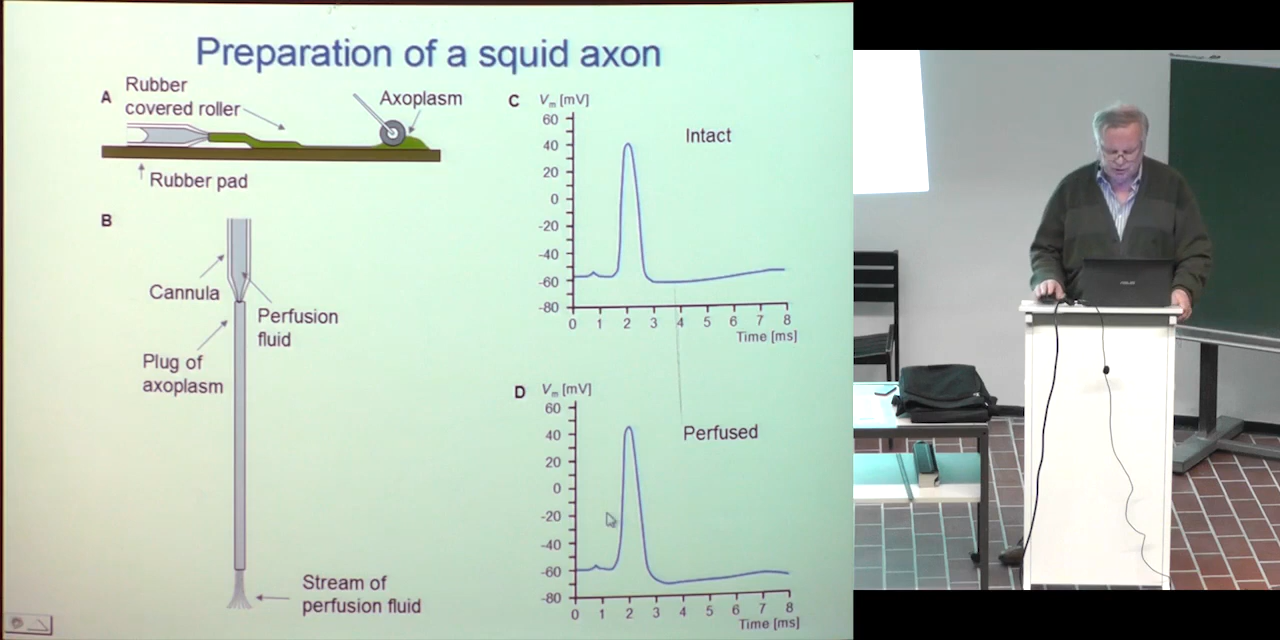 Preparation of a squid axon
A
Rubber
covered roller
Axoplasm
Rubber pad
B
Cannula
Perfusion
fluid
Plug of
axoplasm
Stream of
perfusion fluid
C
Vm [mV]
Intact
60
40
20
0
-20
-40
-60
-80
0 1 2 3 4 5 6 7 8
Time [ms]
D
Vm [mV]
Perfused
60
40
20
0
-20
-40
-60
-80
0 1 2 3 4 5 6 7 8
Time [ms]
ASUS